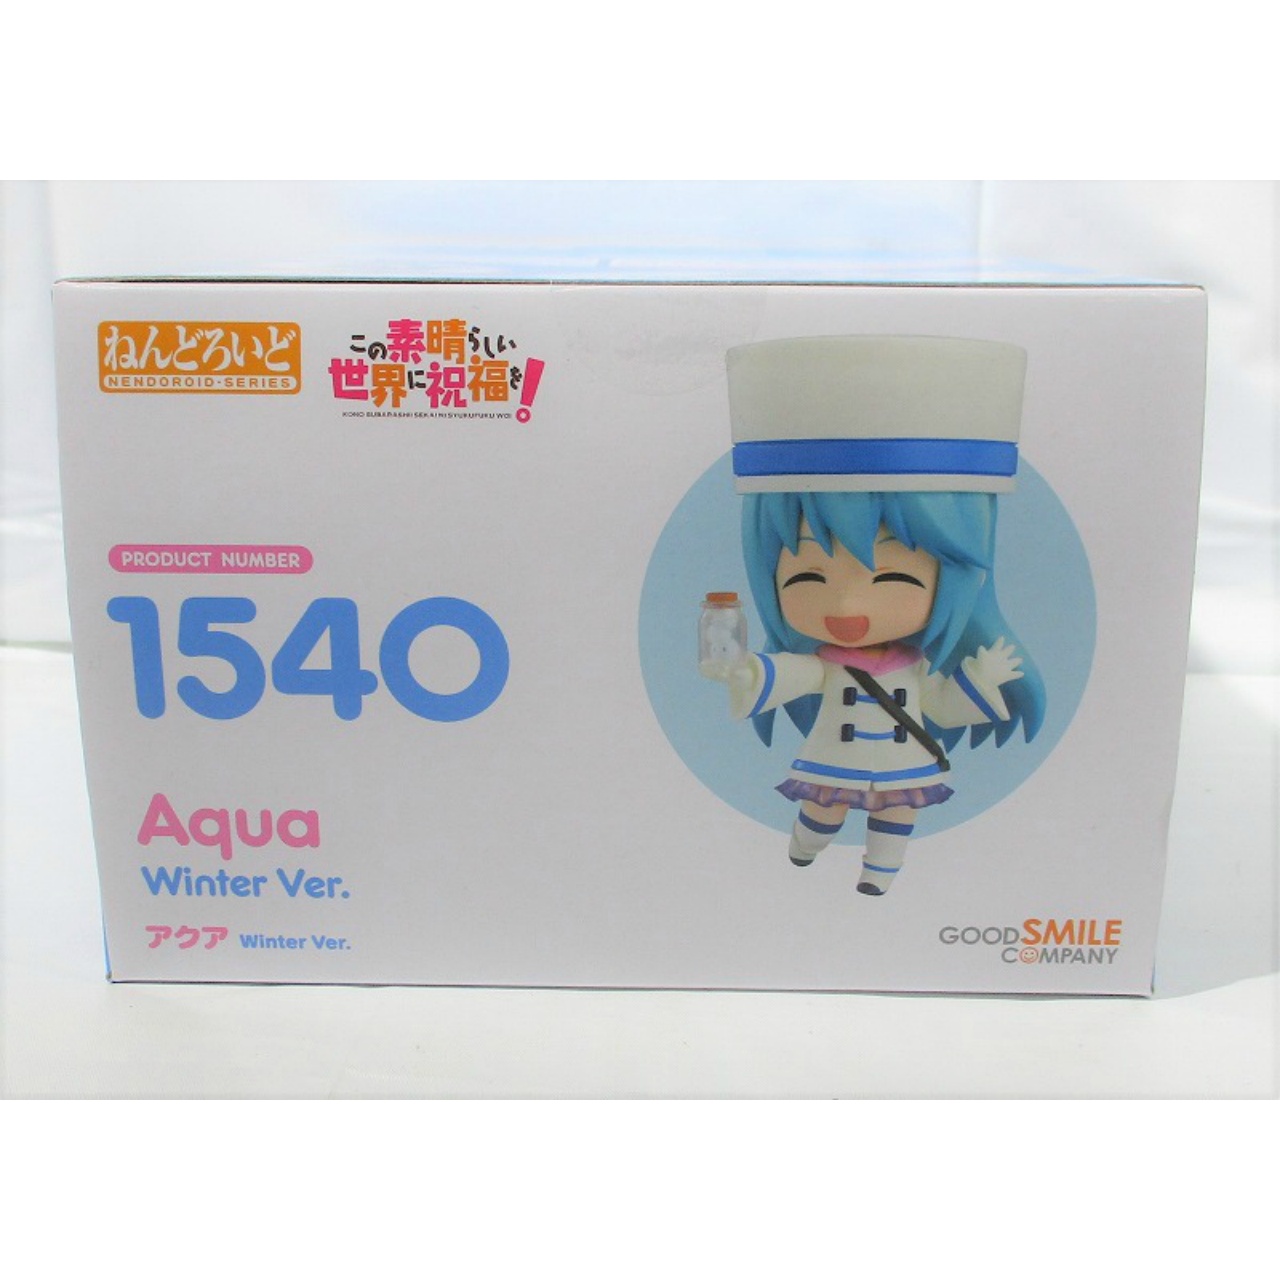 ねんどろいど
NENDOROID·SERIES
この素晴らしい
世界に祝福を!
KONO SUBARASHII SEKAI NI SYUKUFUKU WO!
PRODUCT NUMBER
1540
Aqua
Winter Ver.
アクア Winter Ver.
GOOD SMILE
COMPANY